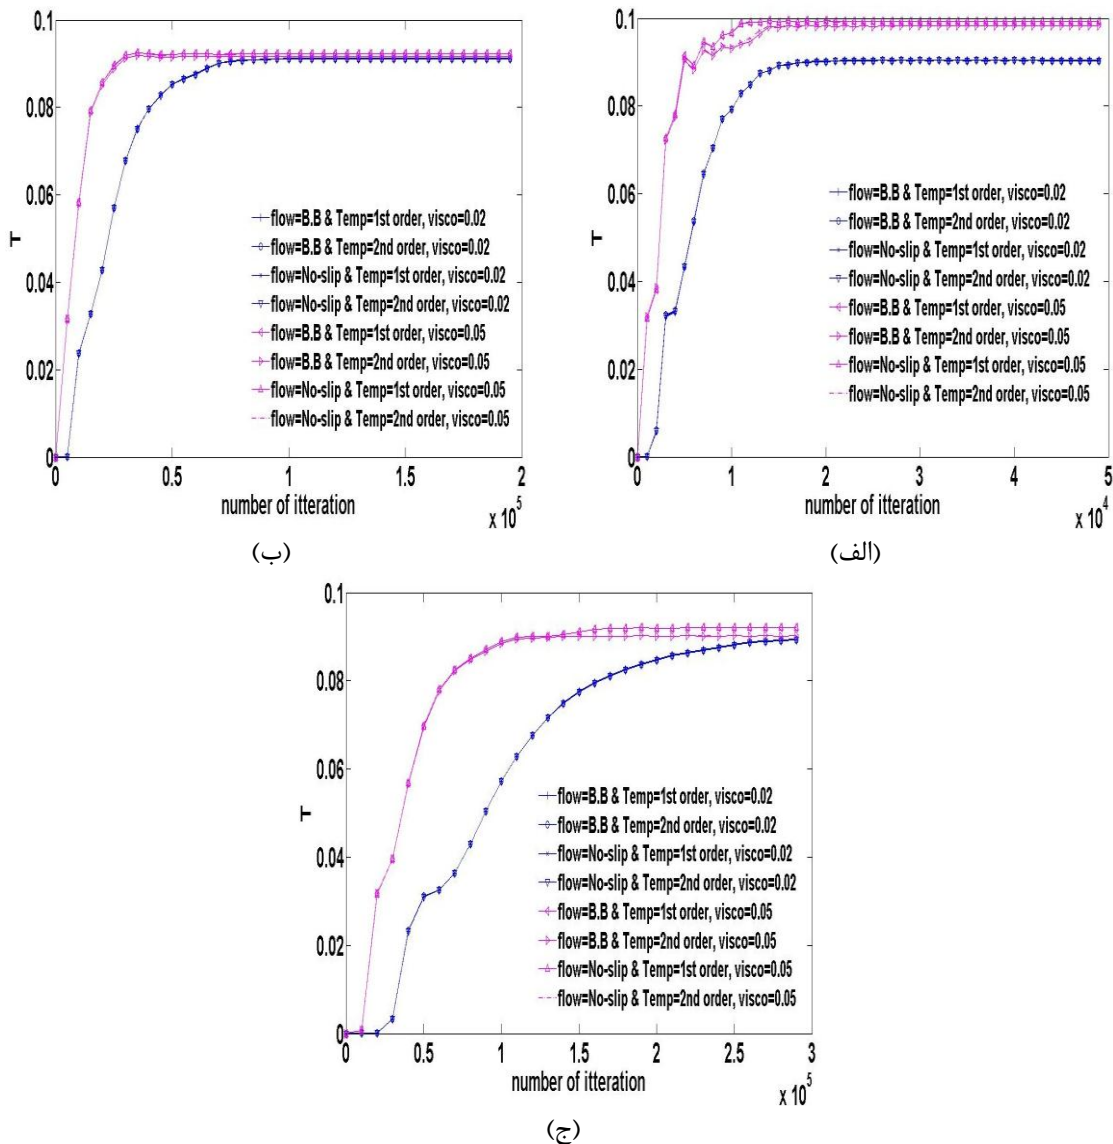 0.1
0.08
0.06
0.04
0.02
0
T
flow=B.B & Temp=1st order, visco=0.02
flow=B.B & Temp=2nd order, visco=0.02
flow=No-slip & Temp=1st order, visco=0.02
flow=No-slip & Temp=2nd order, visco=0.02
flow=B.B & Temp=1st order, visco=0.05
flow=B.B & Temp=2nd order, visco=0.05
flow=No-slip & Temp=1st order, visco=0.05
flow=No-slip & Temp=2nd order, visco=0.05
0 0.5 1 1.5 2
number of itteration
x 10^5
(ب)
0.1
0.08
0.06
0.04
0.02
0
T
flow=B.B & Temp=1st order, visco=0.02
flow=B.B & Temp=2nd order, visco=0.02
flow=No-slip & Temp=1st order, visco=0.02
flow=No-slip & Temp=2nd order, visco=0.02
flow=B.B & Temp=1st order, visco=0.05
flow=B.B & Temp=2nd order, visco=0.05
flow=No-slip & Temp=1st order, visco=0.05
flow=No-slip & Temp=2nd order, visco=0.05
0 1 2 3 4 5
number of itteration
x 10^4
(الف)
0.1
0.08
0.06
0.04
0.02
0
T
flow=B.B & Temp=1st order, visco=0.02
flow=B.B & Temp=2nd order, visco=0.02
flow=No-slip & Temp=1st order, visco=0.02
flow=No-slip & Temp=2nd order, visco=0.02
flow=B.B & Temp=1st order, visco=0.05
flow=B.B & Temp=2nd order, visco=0.05
flow=No-slip & Temp=1st order, visco=0.05
flow=No-slip & Temp=2nd order, visco=0.05
0 0.5 1 1.5 2 2.5 3
number of itteration
x 10^5
(ج)